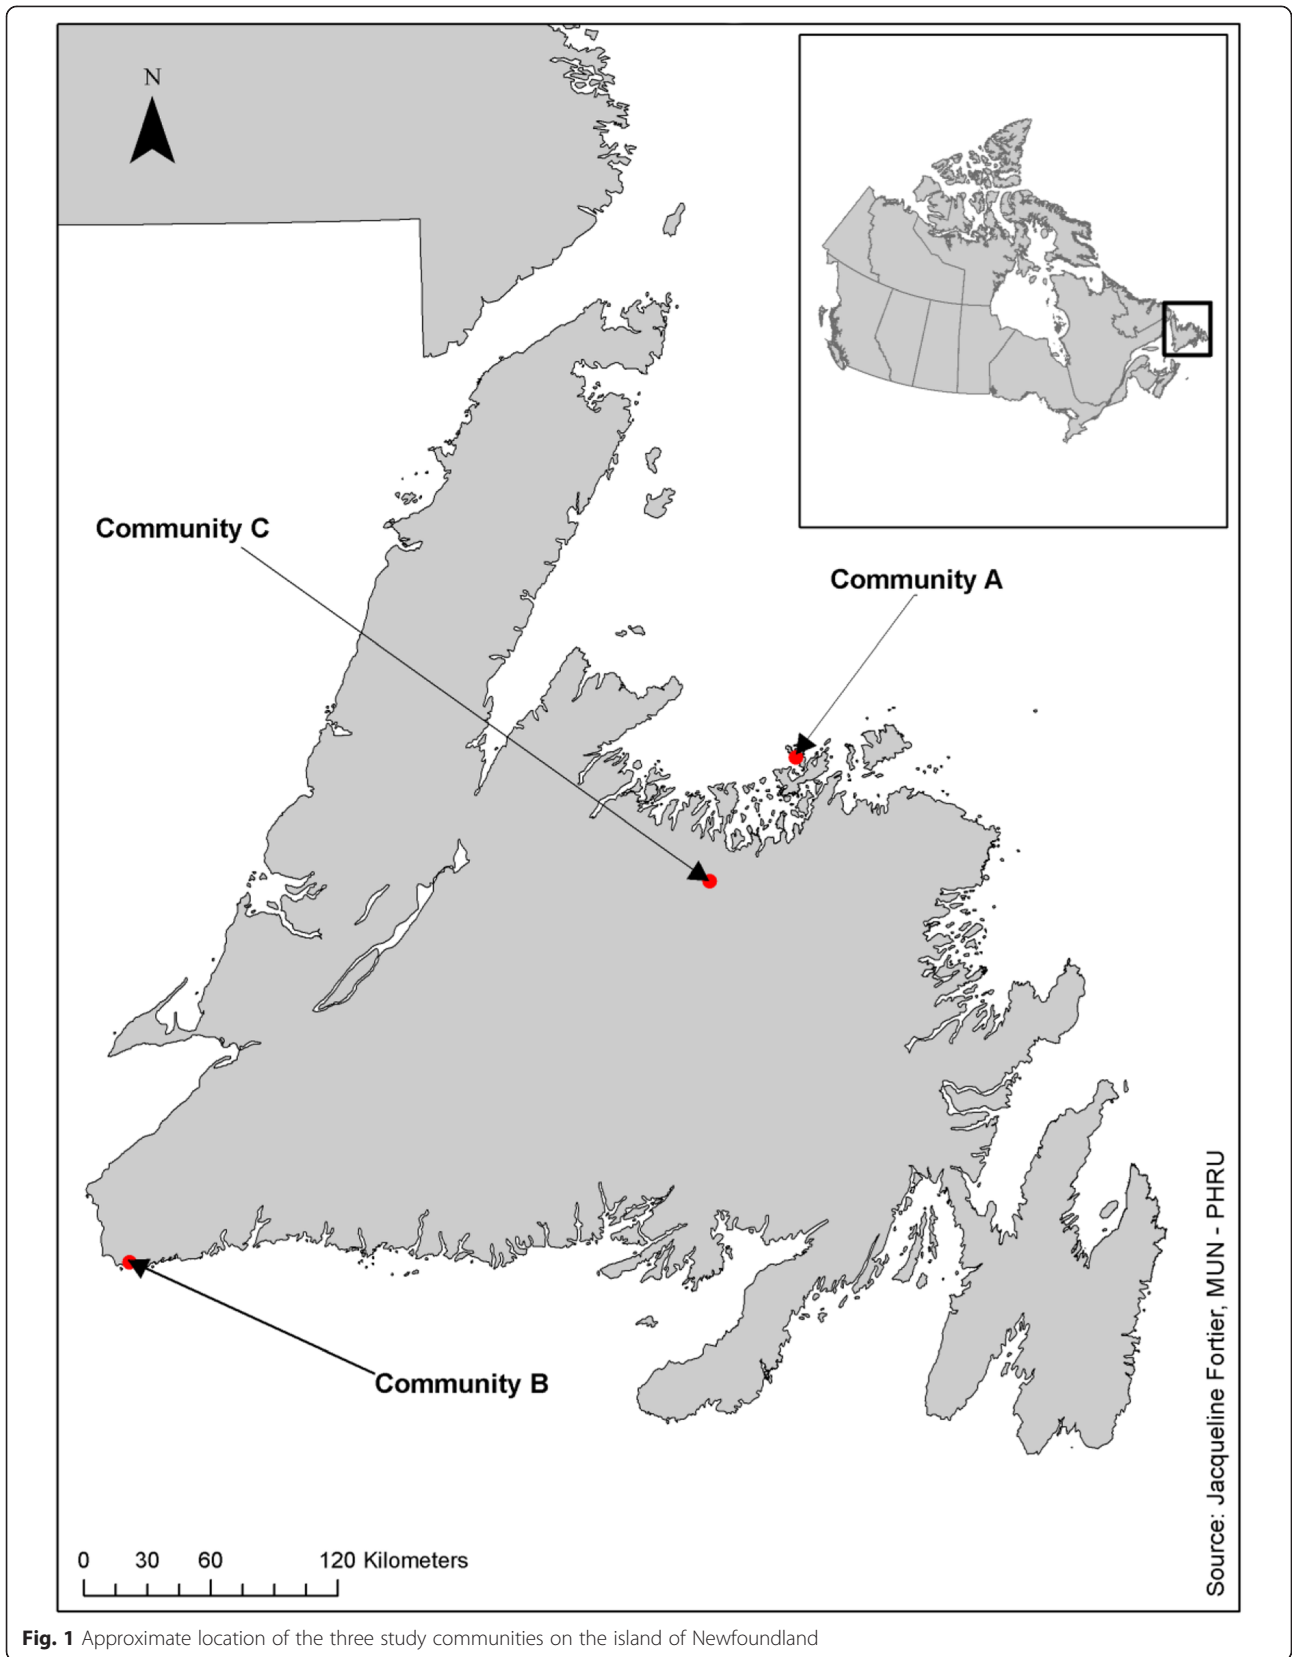 N
Community C
Community A
Community B
0 30 60 120 Kilometers
Source: Jacqueline Fortier, MUN - PHRU
Fig. 1 Approximate location of the three study communities on the island of Newfoundland